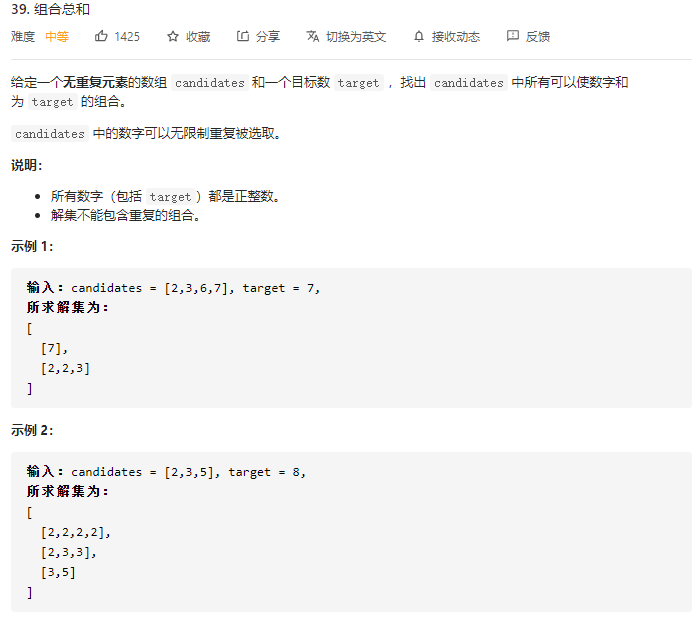 39. 组合总和
难度 中等 1425 收藏 分享 切换为英文 接收动态 反馈
给定一个无重复元素的数组 candidates 和一个目标数 target ，找出 candidates 中所有可以使数字和
为 target 的组合。
candidates 中的数字可以无限制重复被选取。
说明：
• 所有数字（包括 target）都是正整数。
• 解集不能包含重复的组合。
示例 1：
输入：candidates = [2,3,6,7], target = 7,
所求解集为：
[
[7],
[2,2,3]
]
示例 2：
输入：candidates = [2,3,5], target = 8,
所求解集为：
[
[2,2,2,2],
[2,3,3],
[3,5]
]